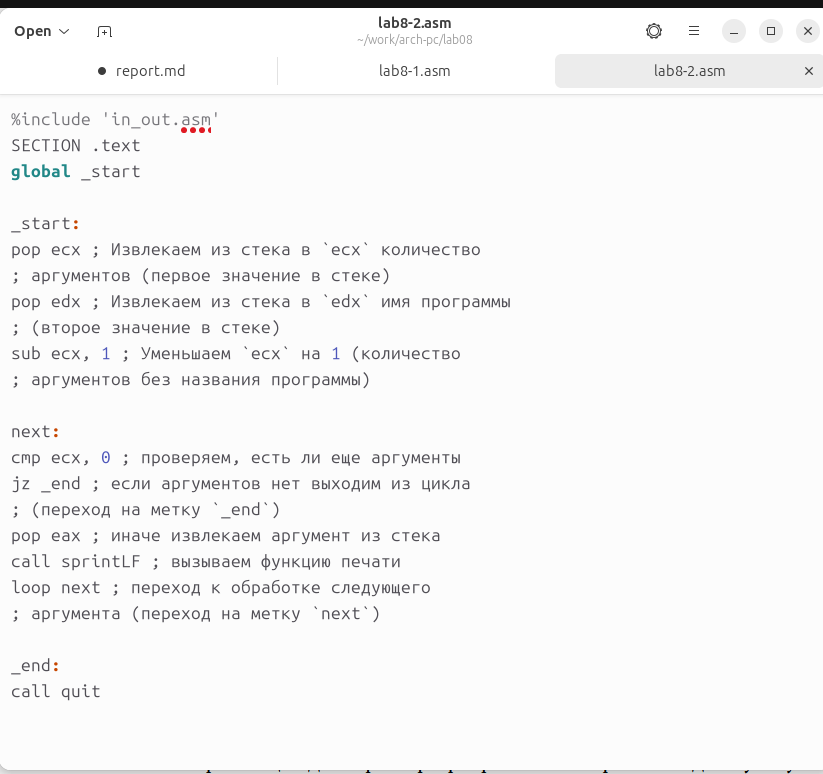 Open
lab8-2.asm
~/work/arch-pc/lab08
report.md
lab8-1.asm
lab8-2.asm
%include 'in_out.asm'
SECTION .text
global _start
_start:
pop ecx ; Извлекаем из стека в `ecx` количество
; аргументов (первое значение в стеке)
pop edx ; Извлекаем из стека в `edx` имя программы
; (второе значение в стеке)
sub ecx, 1 ; Уменьшаем `ecx` на 1 (количество
; аргументов без названия программы)
next:
cmp ecx, 0 ; проверяем, есть ли еще аргументы
jz _end ; если аргументов нет выходим из цикла
; (переход на метку `_end`)
pop eax ; иначе извлекаем аргумент из стека
call sprintLF ; вызываем функцию печати
loop next ; переход к обработке следующего
; аргумента (переход на метку `next`)
_end:
call quit